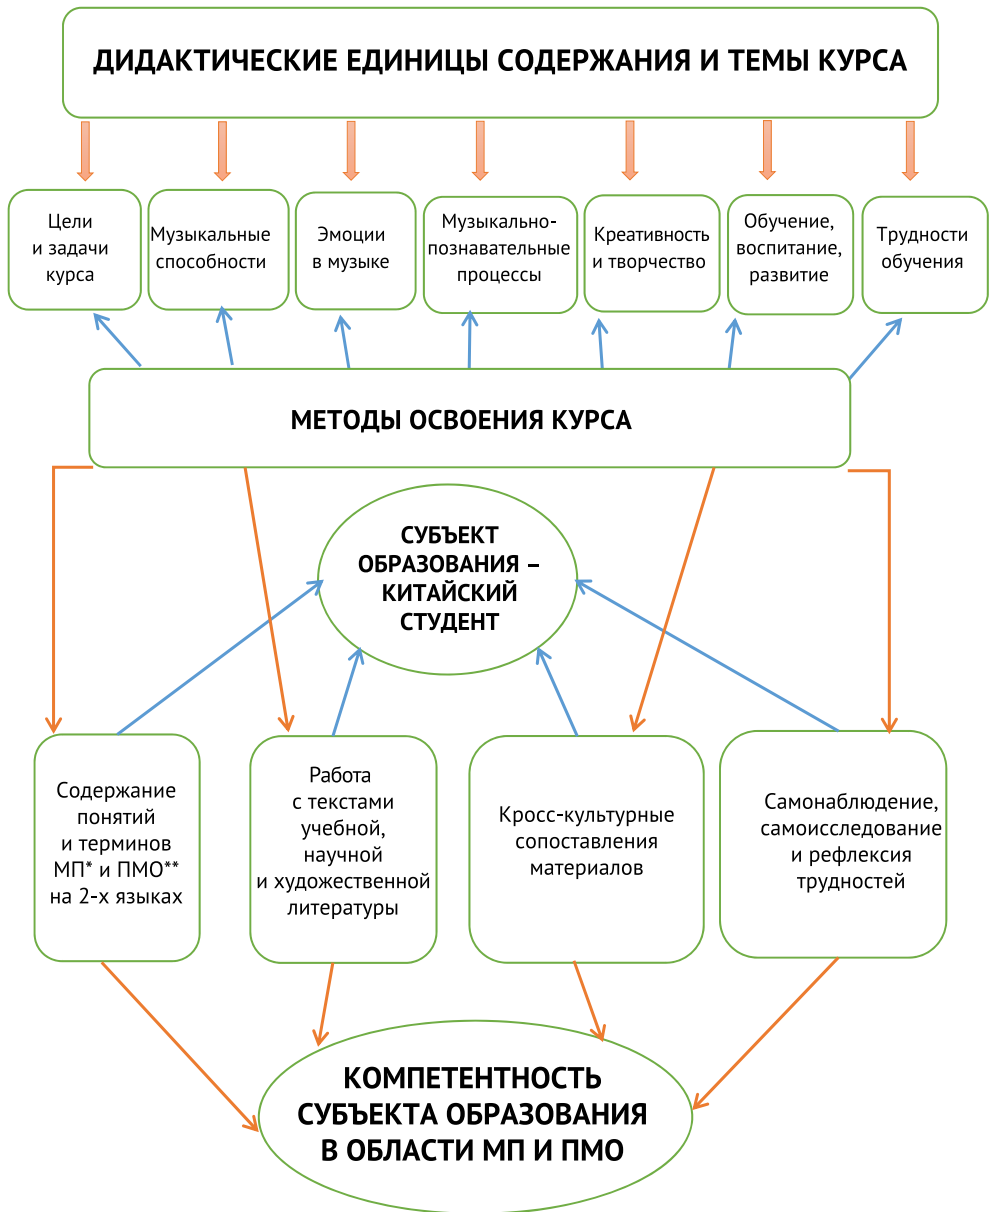 ДИДАКТИЧЕСКИЕ ЕДИНИЦЫ СОДЕРЖАНИЯ И ТЕМЫ КУРСА
Цели
и задачи
курса
Музыкальные
способности
Эмоции
в музыке
Музыкально-
познавательные
процессы
Креативность
и творчество
Обучение,
воспитание,
развитие
Трудности
обучения
МЕТОДЫ ОСВОЕНИЯ КУРСА
СУБЪЕКТ
ОБРАЗОВАНИЯ –
КИТАЙСКИЙ
СТУДЕНТ
Содержание
понятий
и терминов
МП* и ПМО**
на 2-х языках
Работа
с текстами
учебной,
научной
и художественной
литературы
Кросс-культурные
сопоставления
материалов
Самонаблюдение,
самоисследование
и рефлексия
трудностей
КОМПЕТЕНТНОСТЬ
СУБЪЕКТА ОБРАЗОВАНИЯ
В ОБЛАСТИ МП И ПМО